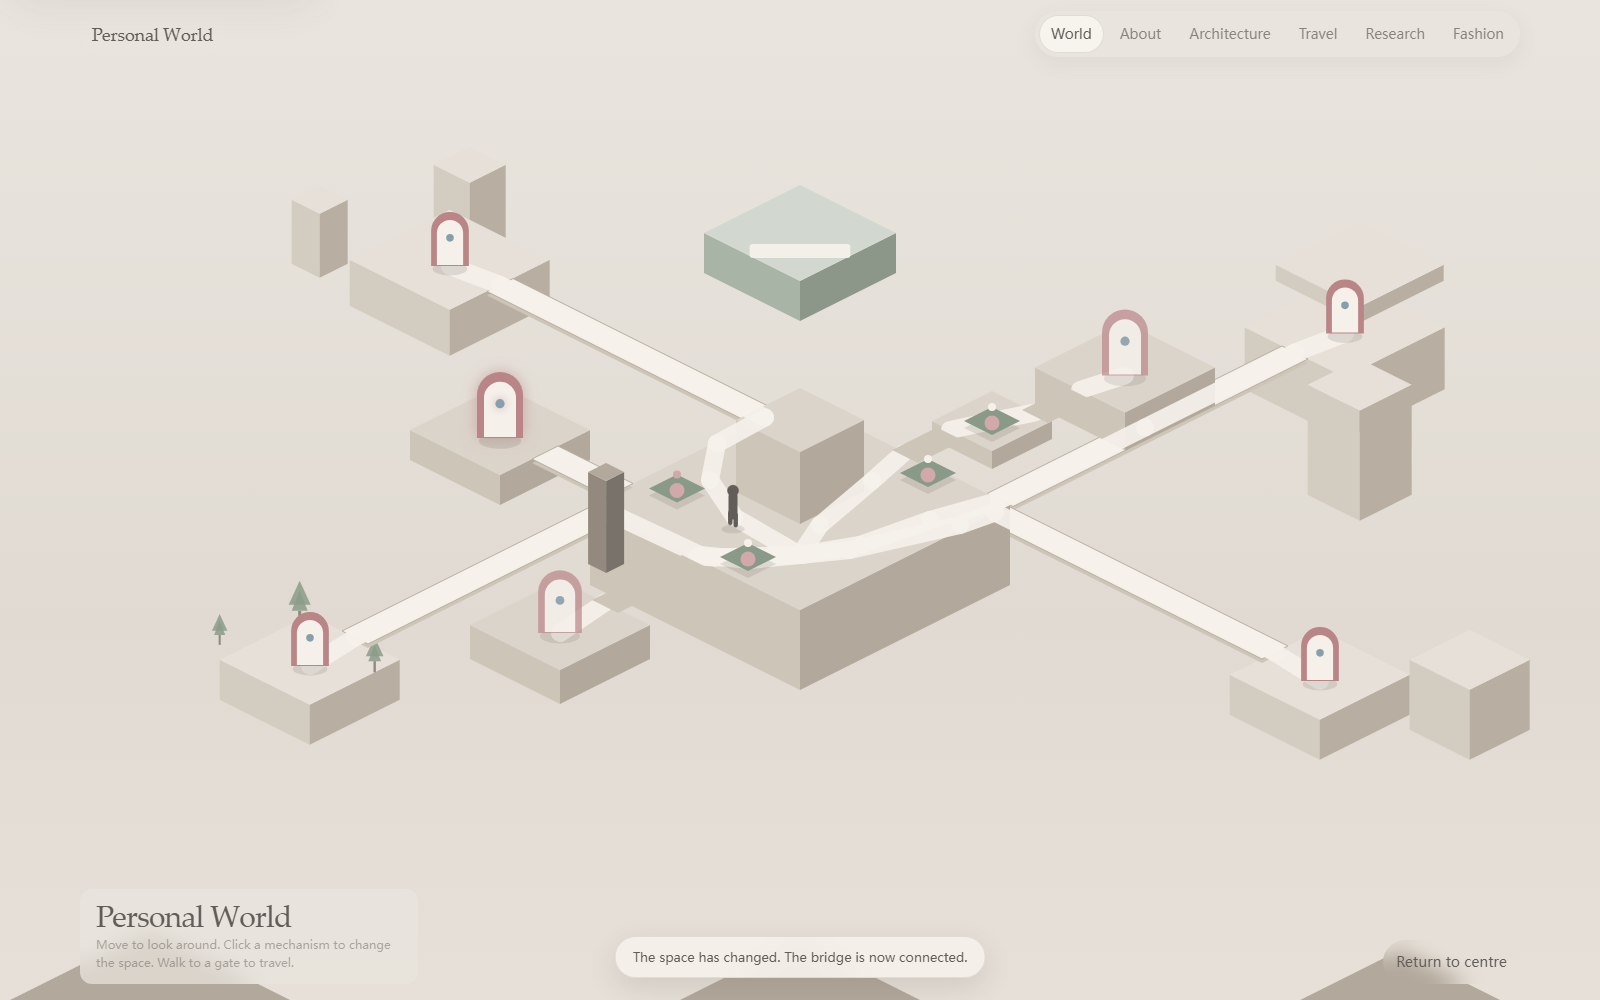 Personal World
World
About
Architecture
Travel
Research
Fashion
Personal World
Move to look around. Click a mechanism to change
the space. Walk to a gate to travel.
The space has changed. The bridge is now connected.
Return to centre